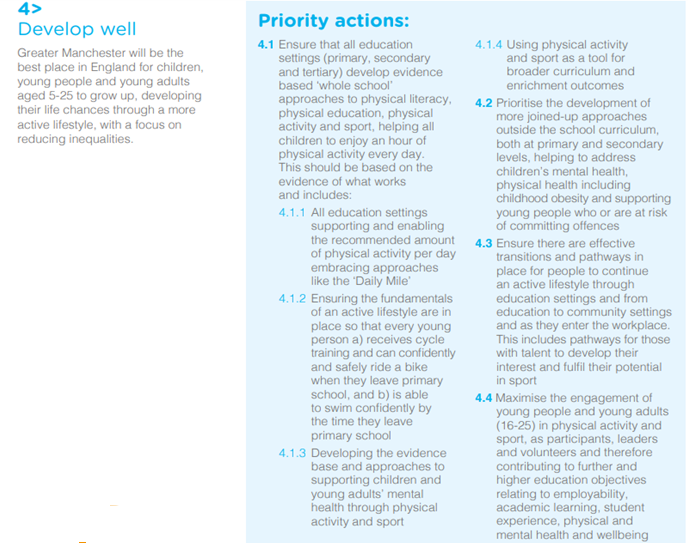 4>
Develop well
Greater Manchester will be the
best place in England for children,
young people and young adults
aged 5-25 to grow up, developing
their life chances through a more
active lifestyle, with a focus on
reducing inequalities.
Priority actions:
4.1 Ensure that all education
settings (primary, secondary
and tertiary) develop evidence
based ‘whole school’
approaches to physical literacy,
physical education, physical
activity and sport, helping all
children to enjoy an hour of
physical activity every day.
This should be based on the
evidence of what works
and includes:
4.1.1 All education settings
supporting and enabling
the recommended amount
of physical activity per day
embracing approaches
like the ‘Daily Mile’
4.1.2 Ensuring the fundamentals
of an active lifestyle are in
place so that every young
person a) receives cycle
training and can confidently
and safely ride a bike
when they leave primary
school, and b) is able
to swim confidently by
the time they leave
primary school
4.1.3 Developing the evidence
base and approaches to
supporting children and
young adults’ mental
health through physical
activity and sport
4.1.4 Using physical activity
and sport as a tool for
broader curriculum and
enrichment outcomes
4.2 Prioritise the development of
more joined-up approaches
outside the school curriculum,
both at primary and secondary
levels, helping to address
children’s mental health,
physical health including
childhood obesity and supporting
young people who or are at risk
of committing offences
4.3 Ensure there are effective
transitions and pathways in
place for people to continue
an active lifestyle through
education settings and from
education to community settings
and as they enter the workplace.
This includes pathways for those
with talent to develop their
interest and fulfil their potential
in sport
4.4 Maximise the engagement of
young people and young adults
(16-25) in physical activity and
sport, as participants, leaders
and volunteers and therefore
contributing to further and
higher education objectives
relating to employability,
academic learning, student
experience, physical and
mental health and wellbeing